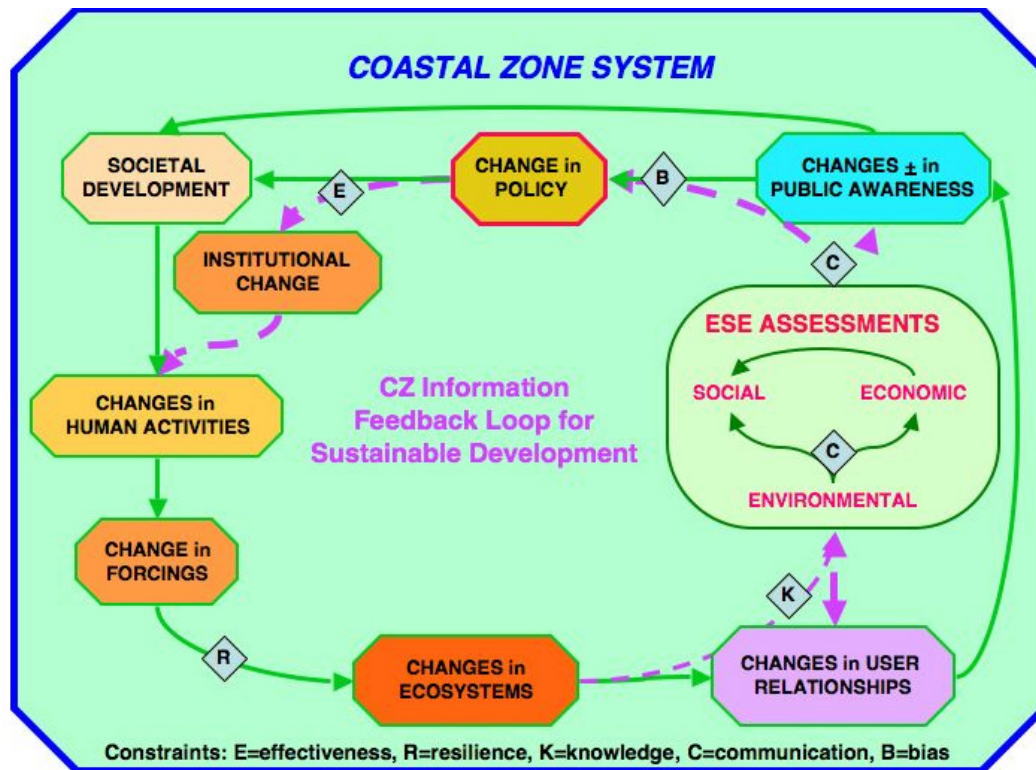 COASTAL ZONE SYSTEM
SOCIETAL
DEVELOPMENT
CHANGE in
POLICY
B
CHANGES ± in
PUBLIC AWARENESS
E
INSTITUTIONAL
CHANGE
C
ESE ASSESSMENTS
SOCIAL
ECONOMIC
C
ENVIRONMENTAL
CHANGES in
HUMAN ACTIVITIES
CZ Information
Feedback Loop for
Sustainable Development
CHANGE in
FORCINGS
K
R
CHANGES in
ECOSYSTEMS
CHANGES in USER
RELATIONSHIPS
Constraints: E=effectiveness, R=resilience, K=knowledge, C=communication, B=bias